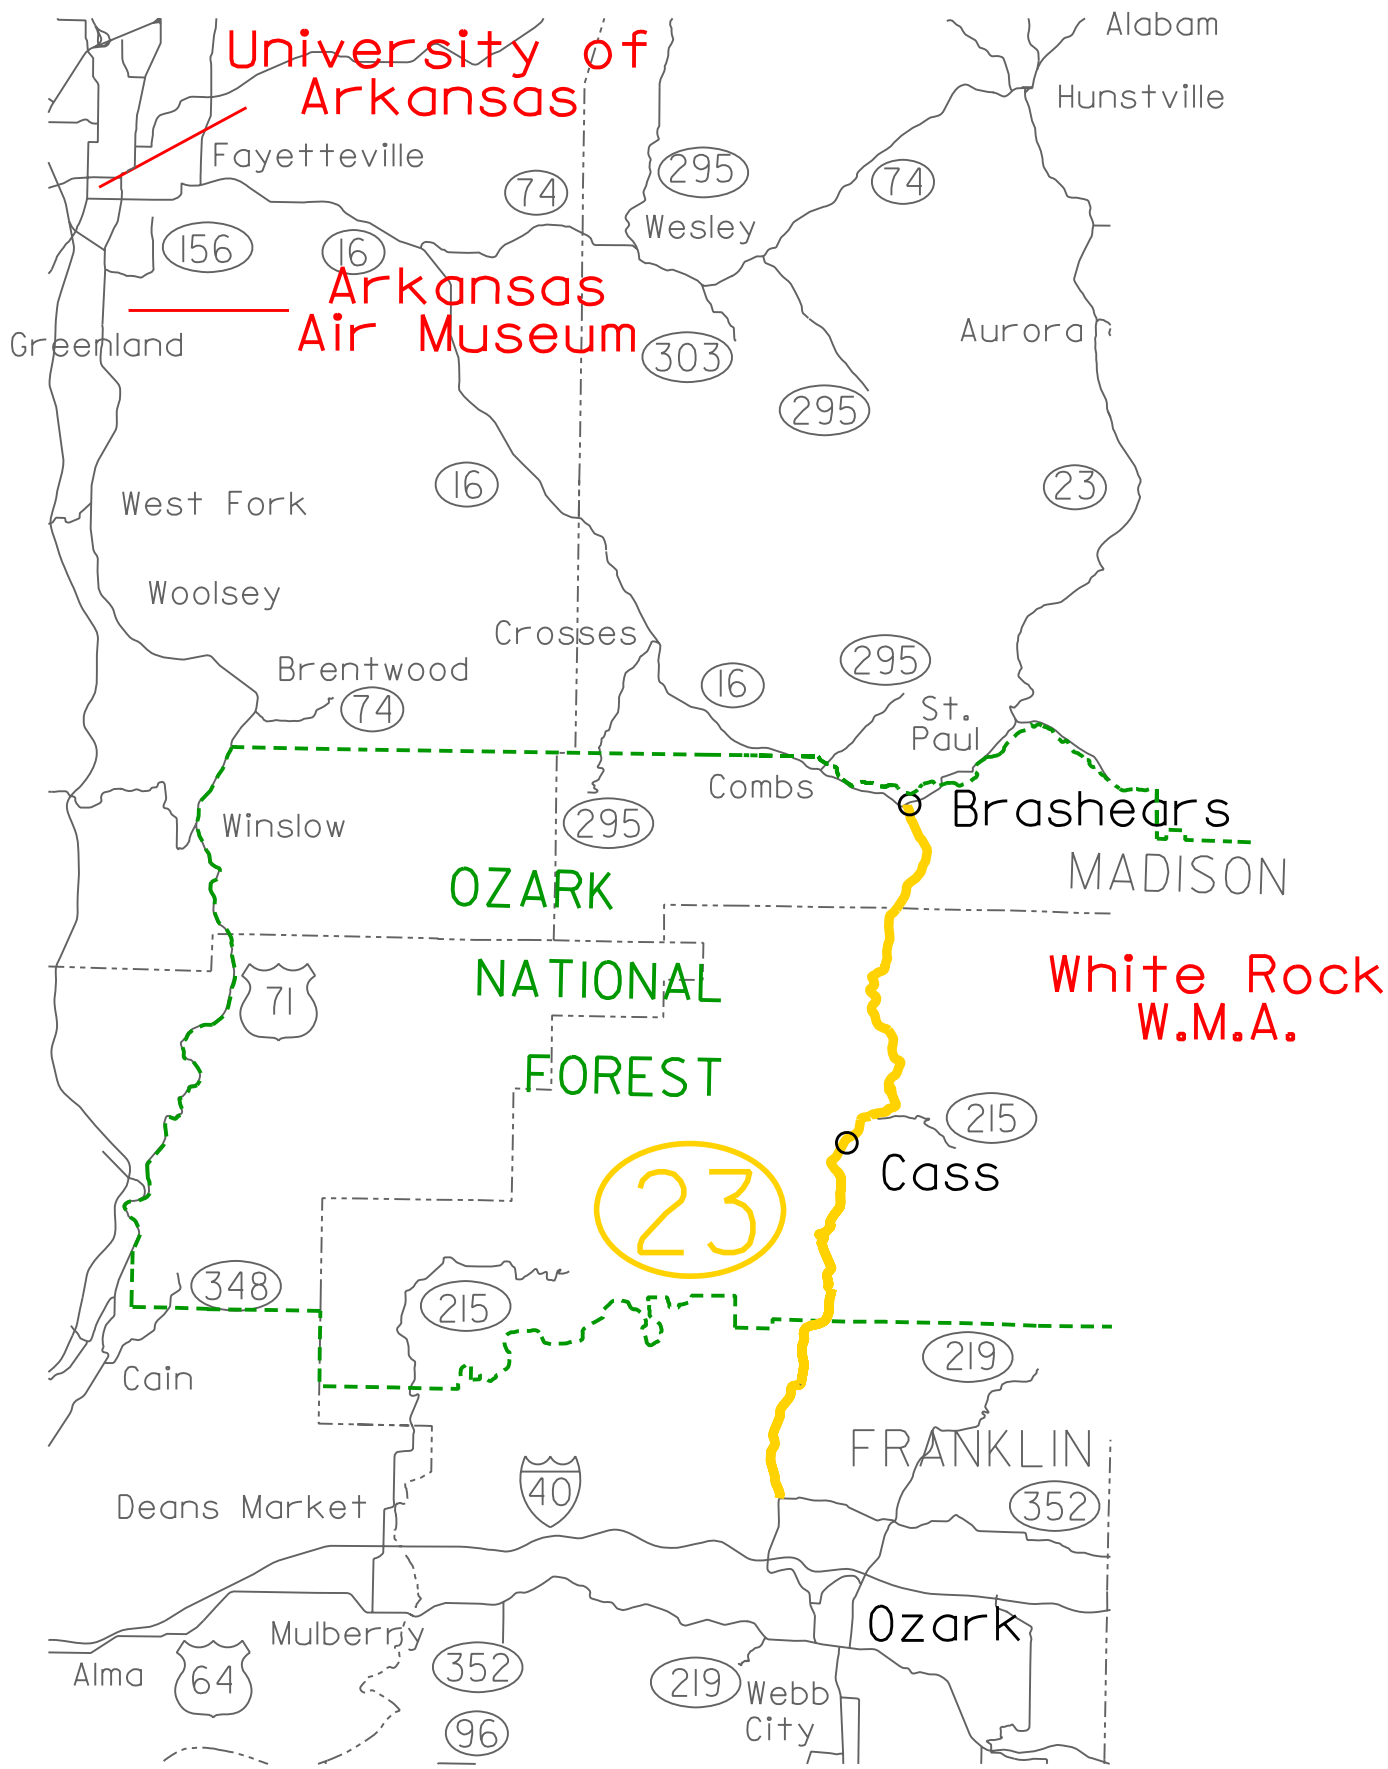 Alabam
University of
Arkansas
Hunstville
Fayetteville
295
74
74
Wesley
156
16
Arkansas
Air Museum
Greenland
Aurora
303
295
16
23
West Fork
Woolsey
Crosses
295
Brentwood
16
74
St.
Paul
Combs
Brashears
295
Winslow
MADISON
OZARK
NATIONAL
FOREST
White Rock
W.M.A.
71
215
Cass
23
348
215
219
Cain
FRANKLIN
40
352
Deans Market
Ozark
Mulberry
Alma
64
352
219
Webb
City
96